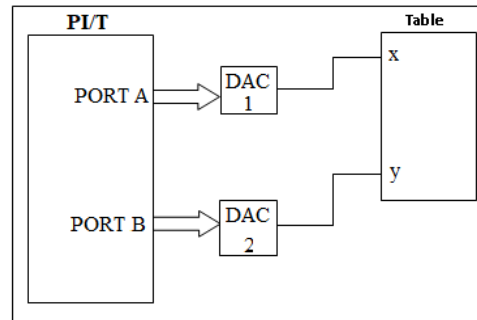 PI/T
Table
PORT A
DAC
1
x
PORT B
DAC
2
y